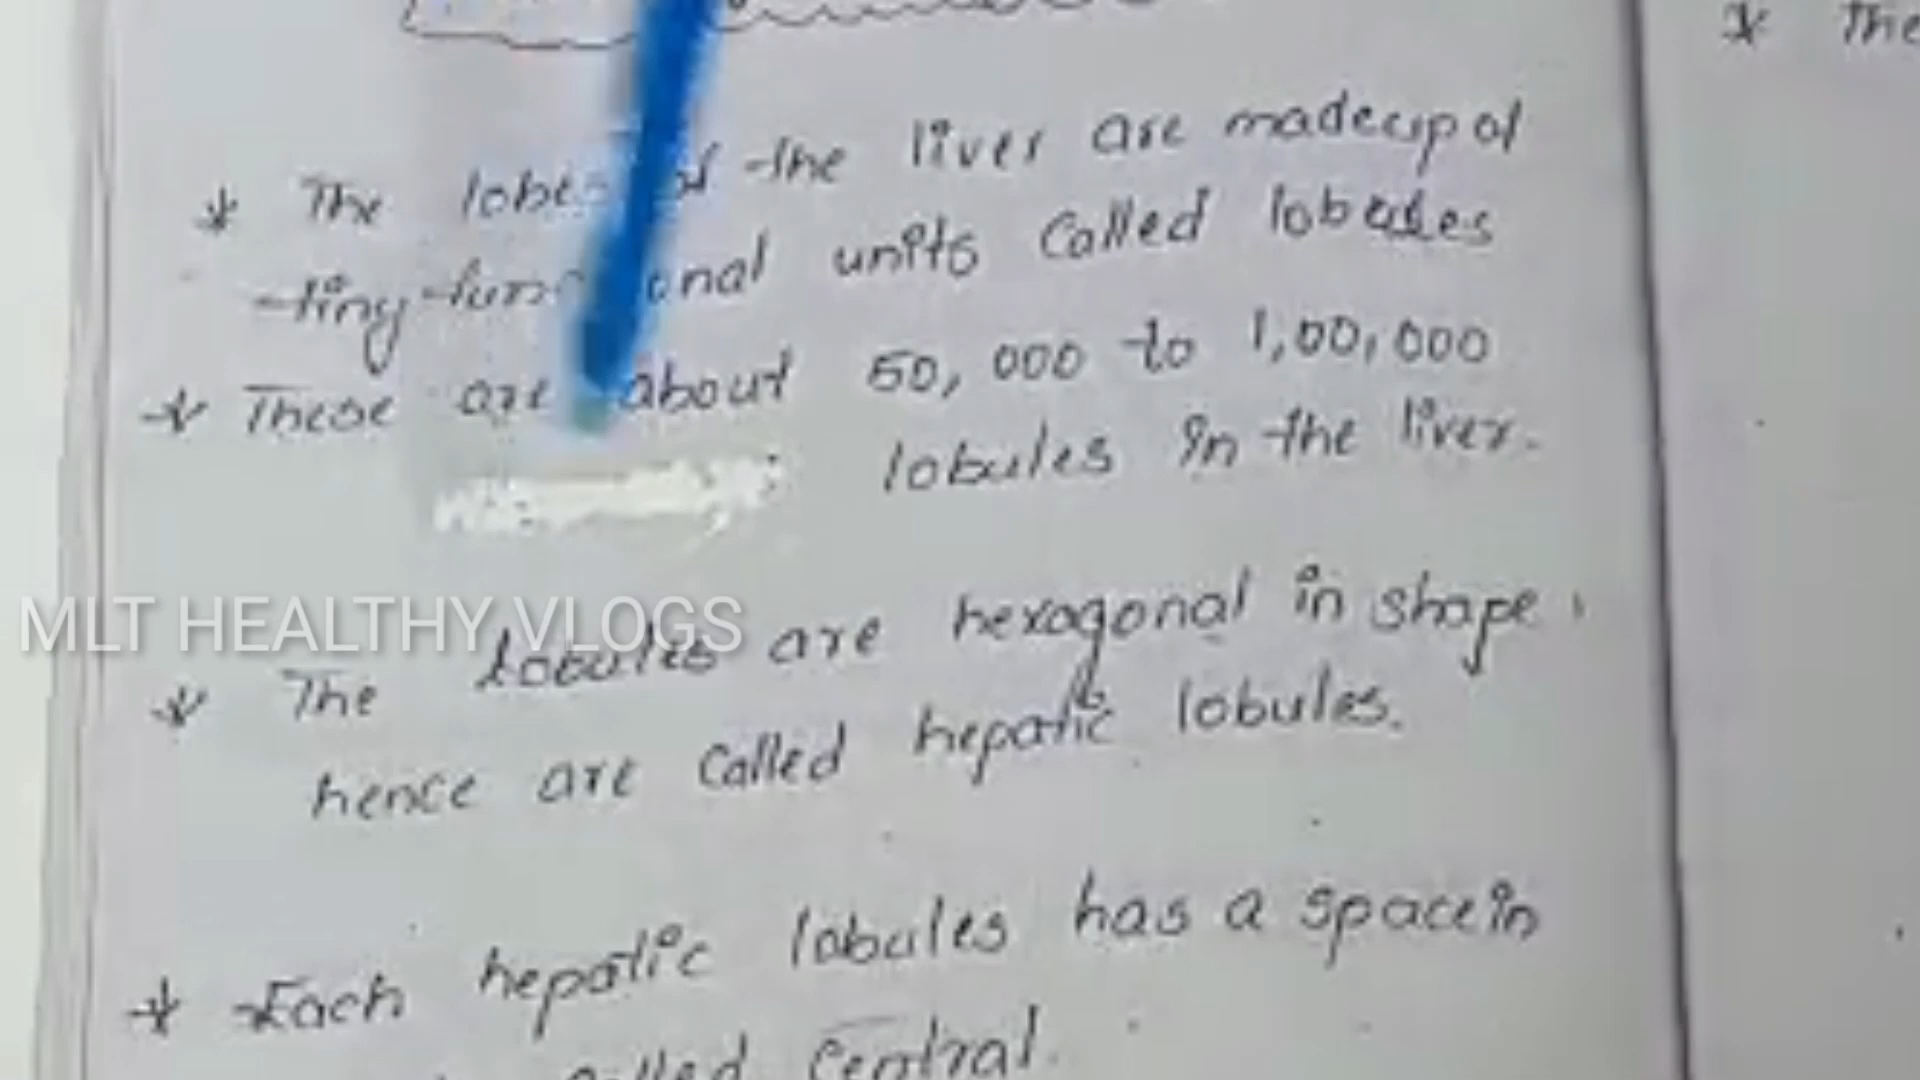 * The
* The lobes of the liver are madeup of
tiny functional units called lobules
* These are about 50,000 to 1,00,000
lobules in the liver.
MLT HEALTHY VLOGS
* The lobules are hexagonal in shape,
hence are called hepatic lobules.
* Each hepatic lobules has a space in
called Central.